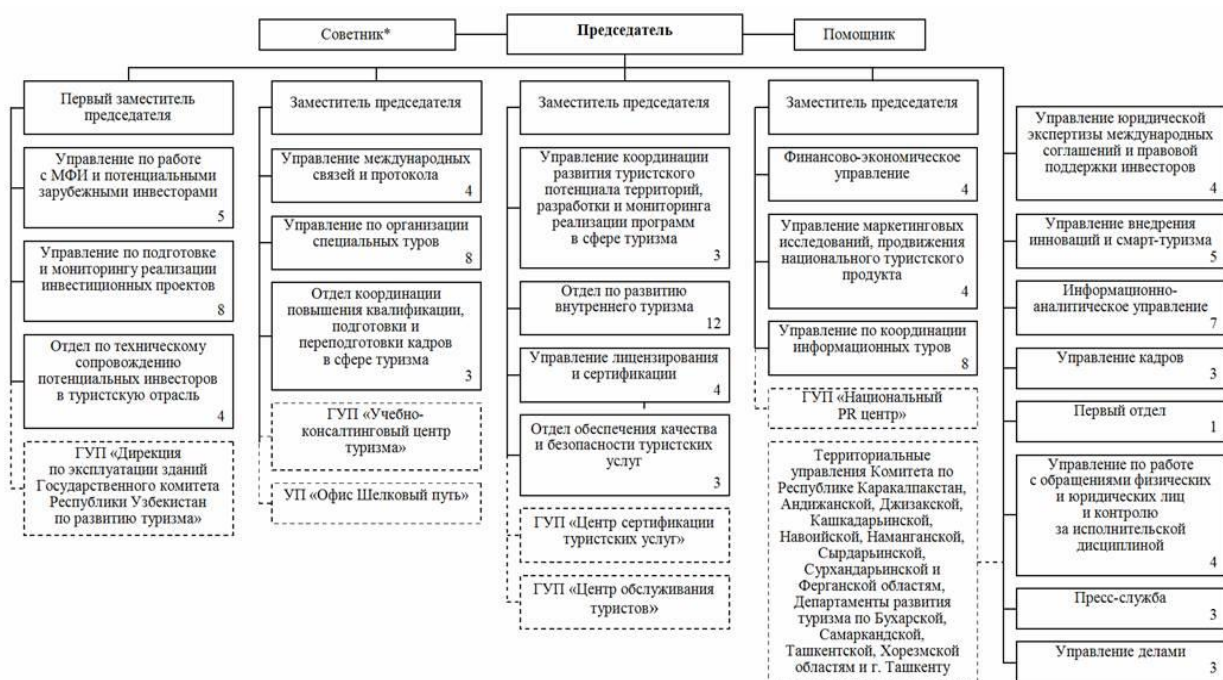 Советник*
Председатель
Помощник
Первый заместитель
председателя
Управление по работе
с МФИ и потенциальными
зарубежными инвесторами
5
Управление по подготовке
и мониторингу реализации
инвестиционных проектов
8
Отдел по техническому
сопровождению
потенциальных инвесторов
в туристскую отрасль
4
ГУП «Дирекция
по эксплуатации зданий
Государственного комитета
Республики Узбекистан
по развитию туризма»
Заместитель председателя
Управление международных
связей и протокола
4
Управление по организации
специальных туров
8
Отдел координации
повышения квалификации,
подготовки и
переподготовки кадров
в сфере туризма
3
ГУП «Учебно-
консалтинговый центр
туризма»
УП «Офис Шелковый путь»
Заместитель председателя
Управление координации
развития туристского
потенциала территорий,
разработки и мониторинга
реализации программ
в сфере туризма
3
Отдел по развитию
внутреннего туризма
12
Управление лицензирования
и сертификации
4
Отдел обеспечения качества
и безопасности туристских
услуг
3
ГУП «Центр сертификации
туристских услуг»
ГУП «Центр обслуживания
туристов»
Заместитель председателя
Финансово-экономическое
управление
4
Управление маркетинговых
исследований, продвижения
национального туристского
продукта
4
Управление по координации
информационных туров
8
ГУП «Национальный
PR центр»
Территориальные
управления Комитета по
Республике Каракалпакстан,
Андижанской, Джизакской,
Кашкадарьинской,
Навоийской, Наманганской,
Сырдарьинской,
Сурхандарьинской и
Ферганской областям,
Департаменты развития
туризма по Бухарской,
Самаркандской,
Ташкентской, Хорезмской
областям и г. Ташкенту
Управление юридической
экспертизы международных
соглашений и правовой
поддержки инвесторов
4
Управление внедрения
инноваций и смарт-туризма
5
Информационно-
аналитическое управление
7
Управление кадров
3
Первый отдел
1
Управление по работе
с обращениями физических
и юридических лиц
и контролю
за исполнительской
дисциплиной
4
Пресс-служба
3
Управление делами
3